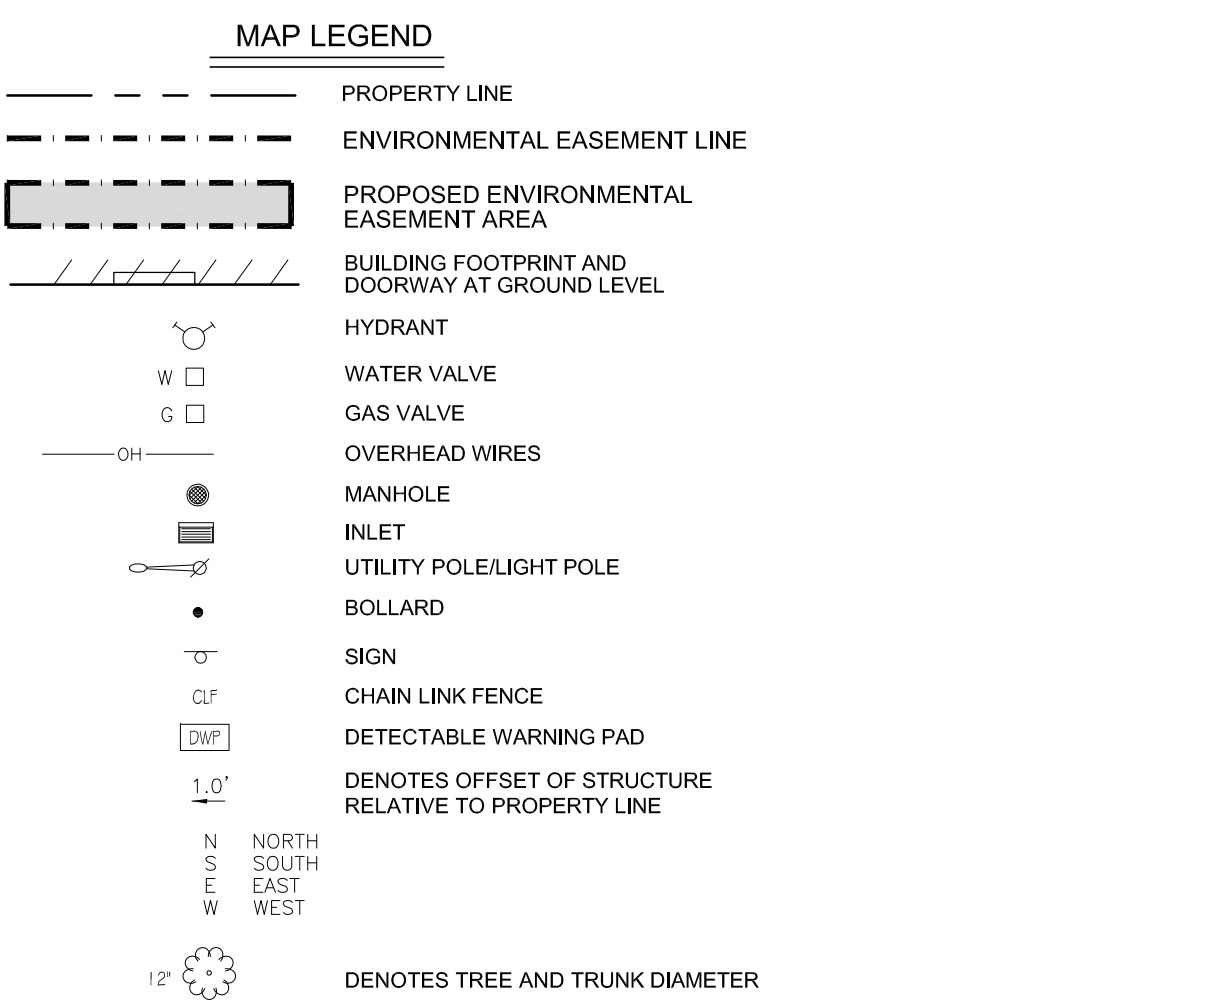 MAP LEGEND
PROPERTY LINE
ENVIRONMENTAL EASEMENT LINE
PROPOSED ENVIRONMENTAL
EASEMENT AREA
BUILDING FOOTPRINT AND
DOORWAY AT GROUND LEVEL
HYDRANT
W WATER VALVE
G GAS VALVE
OH OVERHEAD WIRES
MANHOLE
INLET
UTILITY POLE/LIGHT POLE
BOLLARD
SIGN
CLF CHAIN LINK FENCE
DWP DETECTABLE WARNING PAD
1.0' DENOTES OFFSET OF STRUCTURE
RELATIVE TO PROPERTY LINE
N NORTH
S SOUTH
E EAST
W WEST
12" DENOTES TREE AND TRUNK DIAMETER